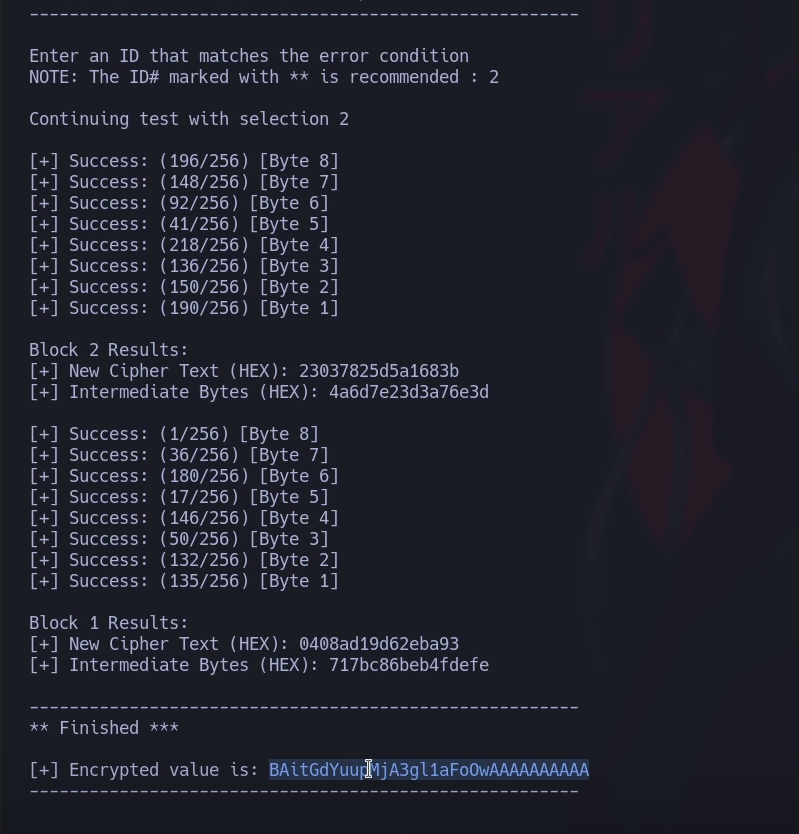 ------------------------------------------------------- 
Enter an ID that matches the error condition
NOTE: The ID# marked with ** is recommended : 2
Continuing test with selection 2
[+] Success: (196/256) [Byte 8]
[+] Success: (148/256) [Byte 7]
[+] Success: (92/256) [Byte 6]
[+] Success: (41/256) [Byte 5]
[+] Success: (218/256) [Byte 4]
[+] Success: (136/256) [Byte 3]
[+] Success: (150/256) [Byte 2]
[+] Success: (190/256) [Byte 1]
Block 2 Results:
[+] New Cipher Text (HEX): 23037825d5a1683b
[+] Intermediate Bytes (HEX): 4a6d7e23d3a76e3d
[+] Success: (1/256) [Byte 8]
[+] Success: (36/256) [Byte 7]
[+] Success: (180/256) [Byte 6]
[+] Success: (17/256) [Byte 5]
[+] Success: (146/256) [Byte 4]
[+] Success: (50/256) [Byte 3]
[+] Success: (132/256) [Byte 2]
[+] Success: (135/256) [Byte 1]
Block 1 Results:
[+] New Cipher Text (HEX): 0408ad19d62eba93
[+] Intermediate Bytes (HEX): 717bc86beb4fdefe
-------------------------------------------------------
** Finished ***
[+] Encrypted value is: BAitGdYuupMjA3gl1aFoOwAAAAAAAAAA
-------------------------------------------------------
リアル